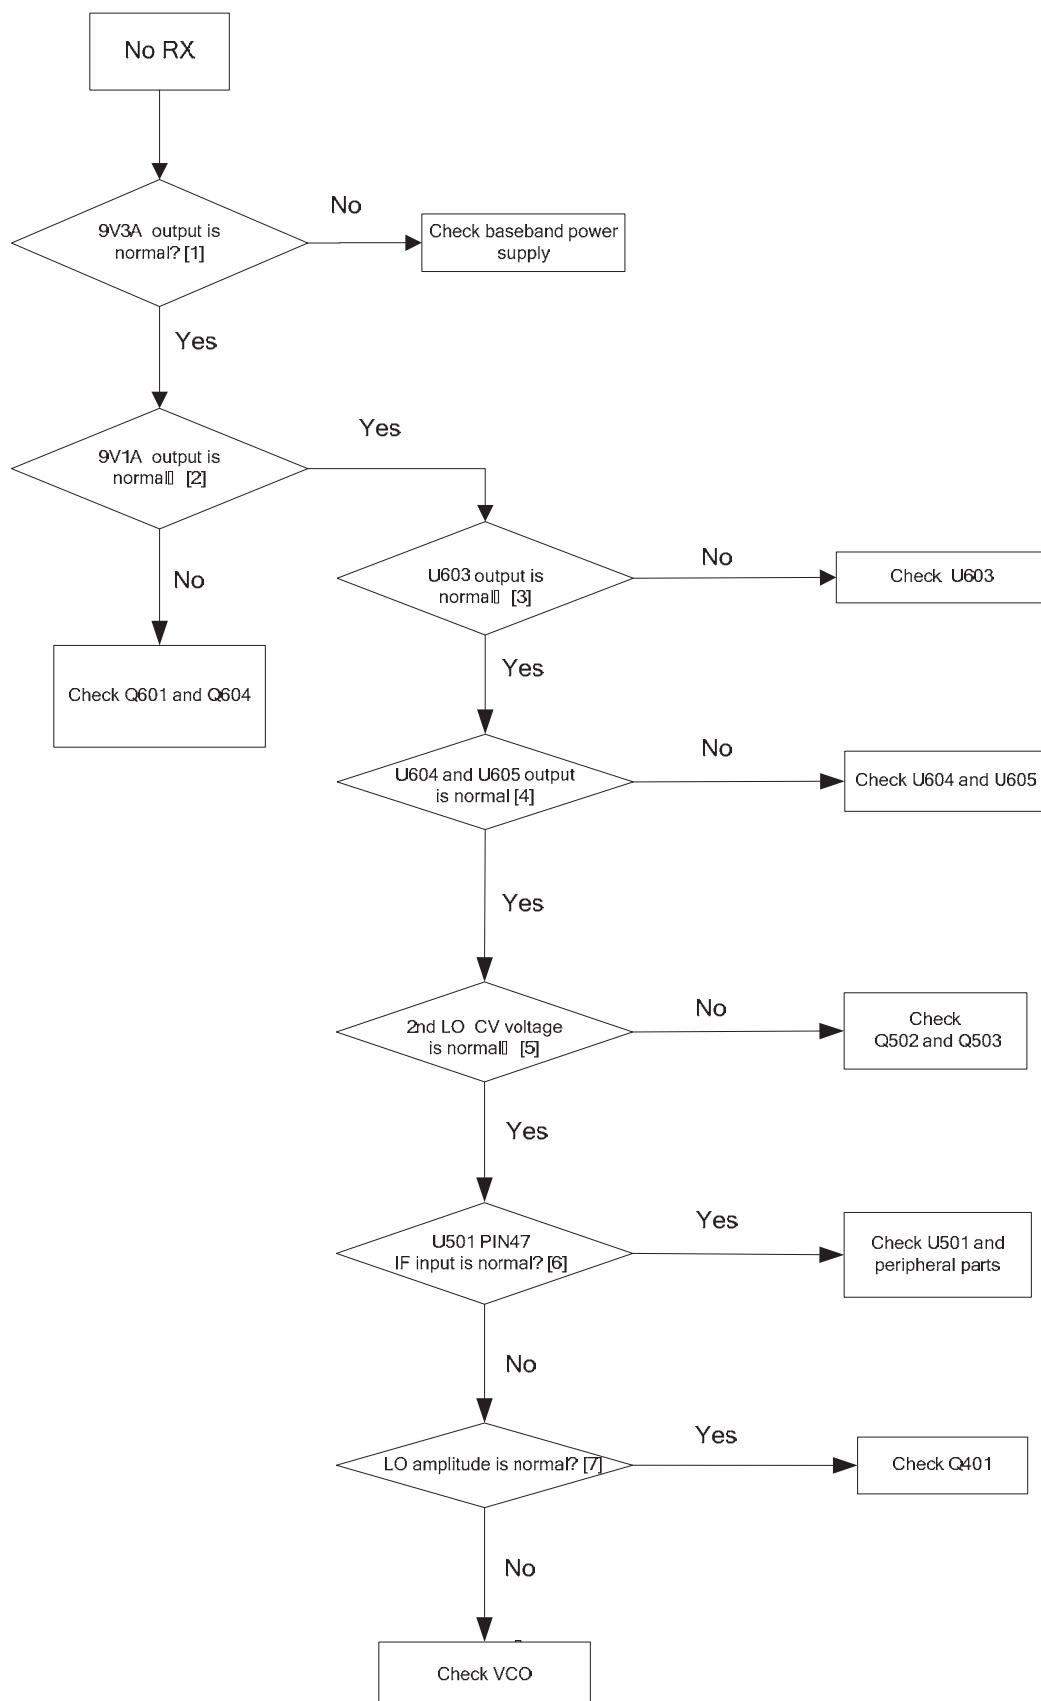 No RX
9V3A output is
normal? [1]
No
Check baseband power
supply
Yes
9V1A output is
normal▯ [2]
Yes
No
Check Q601 and Q604
U603 output is
normal▯ [3]
No
Check U603
Yes
U604 and U605 output
is normal [4]
No
Check U604 and U605
Yes
2nd LO CV voltage
is normal▯ [5]
No
Check
Q502 and Q503
Yes
U501 PIN47
IF input is normal? [6]
Yes
Check U501 and
peripheral parts
No
LO amplitude is normal? [7]
Yes
Check Q401
No
Check VCO